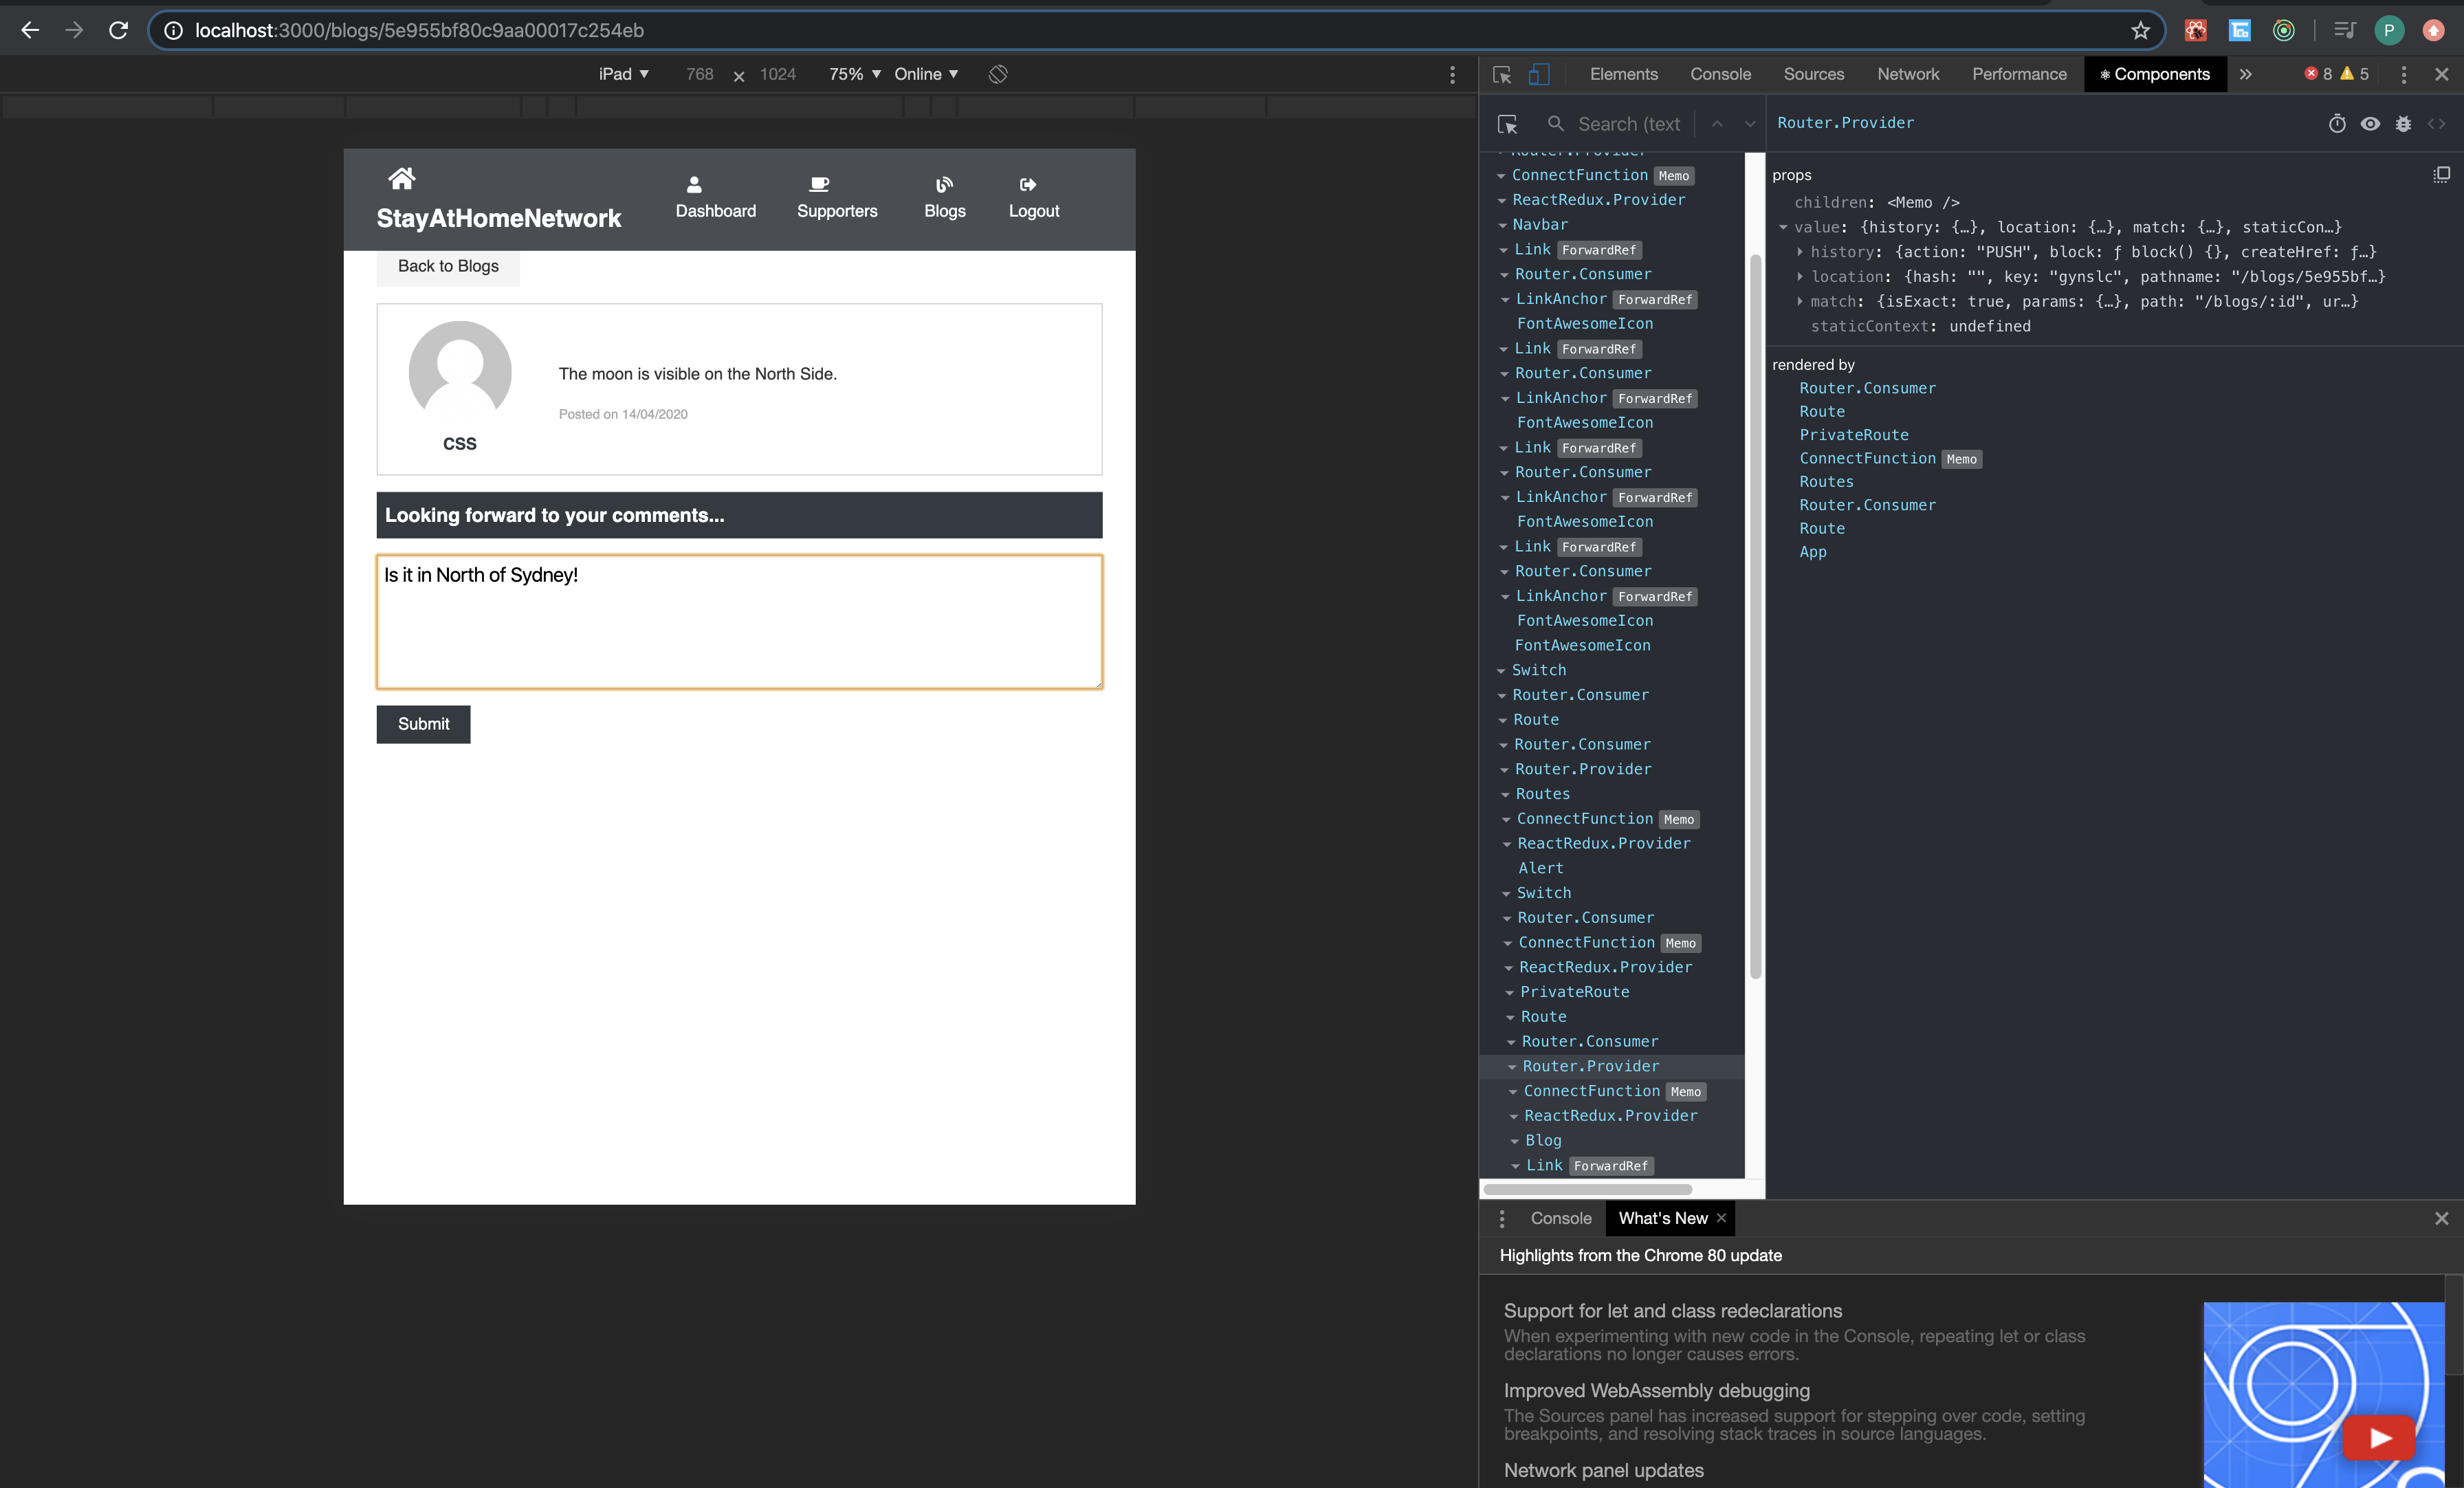 localhost:3000/blogs/5e955bf80c9aa00017c254eb
P
iPad ▼ 768 × 1024 75% ▼ Online ▼
StayAtHomeNetwork
Dashboard
Supporters
Blogs
Logout
Back to Blogs
The moon is visible on the North Side.
Posted on 14/04/2020
CSS
Looking forward to your comments...
Is it in North of Sydney!
Submit
Elements Console Sources Network Performance Components » 8 5
Search (text
ConnectFunction Memo
ReactRedux.Provider
Navbar
Link ForwardRef
Router.Consumer
LinkAnchor ForwardRef
FontAwesomeIcon
Link ForwardRef
Router.Consumer
LinkAnchor ForwardRef
FontAwesomeIcon
Link ForwardRef
Router.Consumer
LinkAnchor ForwardRef
FontAwesomeIcon
Link ForwardRef
Router.Consumer
LinkAnchor ForwardRef
FontAwesomeIcon
FontAwesomeIcon
Switch
Router.Consumer
Route
Router.Consumer
Router.Provider
Routes
ConnectFunction Memo
ReactRedux.Provider
Alert
Switch
Router.Consumer
ConnectFunction Memo
ReactRedux.Provider
PrivateRoute
Route
Router.Consumer
Router.Provider
ConnectFunction Memo
ReactRedux.Provider
Blog
Link ForwardRef
Router.Provider
props
children: <Memo />
value: {history: {…}, location: {…}, match: {…}, staticCon…}
history: {action: "PUSH", block: ƒ block() {}, createHref: ƒ…}
location: {hash: "", key: "gynslc", pathname: "/blogs/5e955bf…}
match: {isExact: true, params: {…}, path: "/blogs/:id", ur…}
staticContext: undefined
rendered by
Router.Consumer
Route
PrivateRoute
ConnectFunction Memo
Routes
Router.Consumer
Route
App
Console What's New ×
Highlights from the Chrome 80 update
Support for let and class redeclarations
When experimenting with new code in the Console, repeating let or class
declarations no longer causes errors.
Improved WebAssembly debugging
The Sources panel has increased support for stepping over code, setting
breakpoints, and resolving stack traces in source languages.
Network panel updates